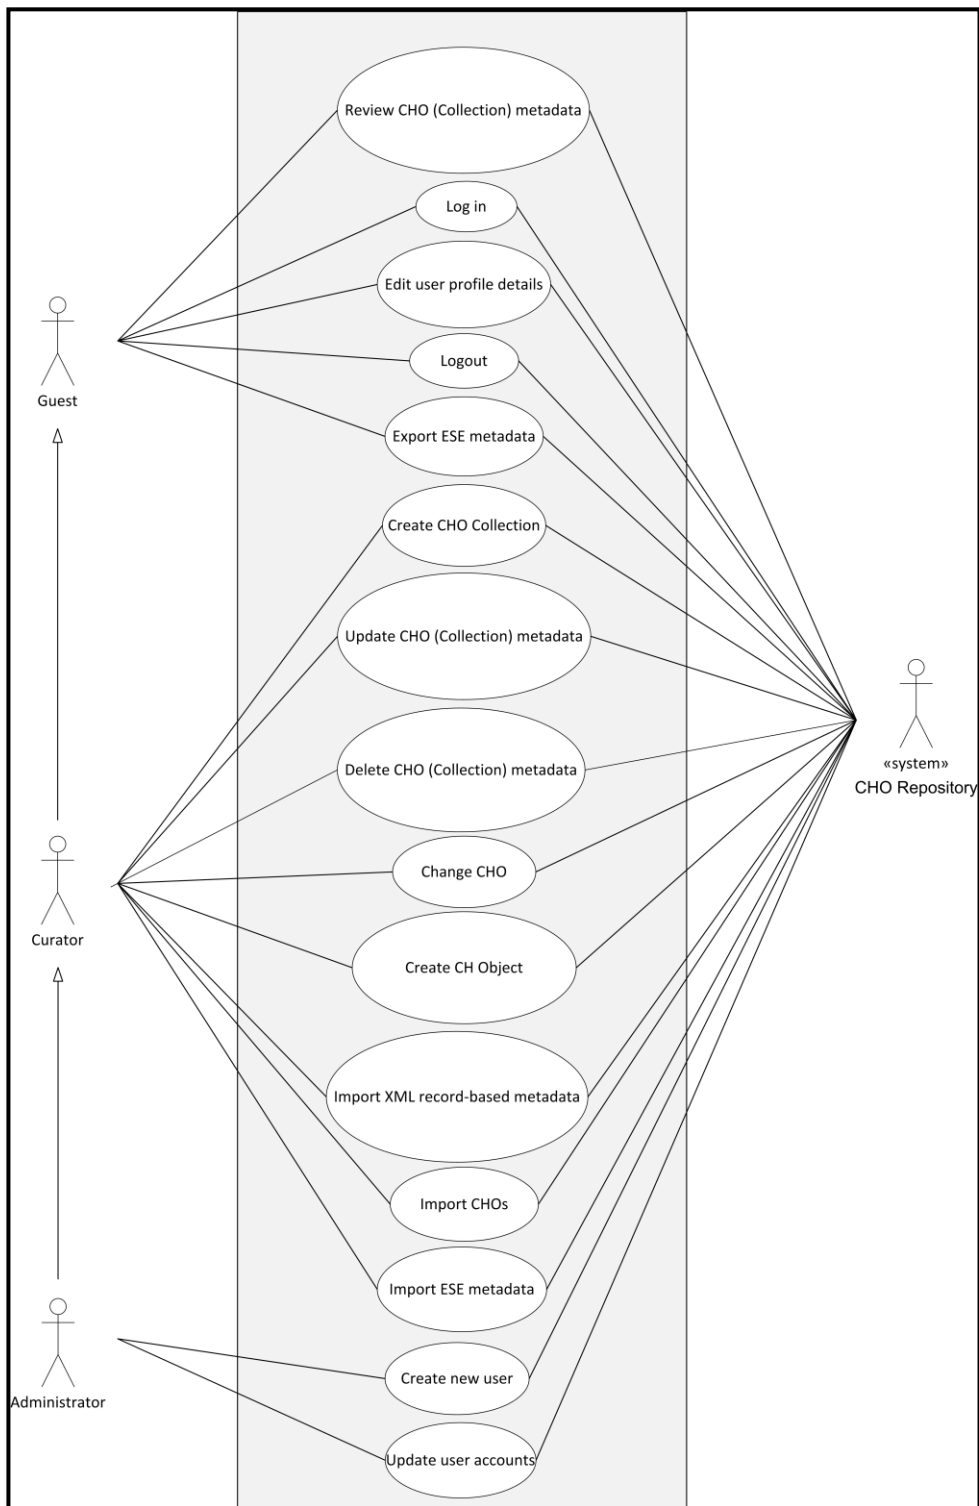 Review CHO (Collection) metadata
Log in
Edit user profile details
Logout
Guest
Export ESE metadata
Create CHO Collection
Update CHO (Collection) metadata
Delete CHO (Collection) metadata
«system»
CHO Repository
Change CHO
Curator
Create CH Object
Import XML record-based metadata
Import CHOs
Import ESE metadata
Create new user
Administrator
Update user accounts